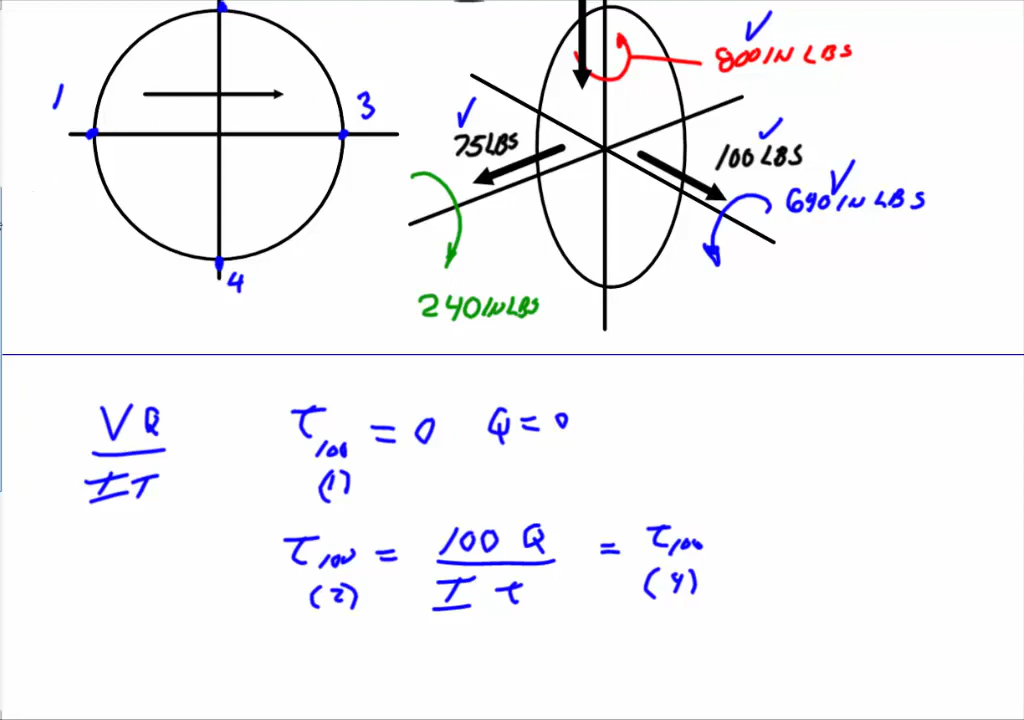 800 IN LBS
1
3
75 LBS
100 LBS
640 IN LBS
4
240 IN LBS
VQ
IT
τ100 = 0 Q = 0
(1)
τ100 = 100 Q = τ100
(2) I t (4)